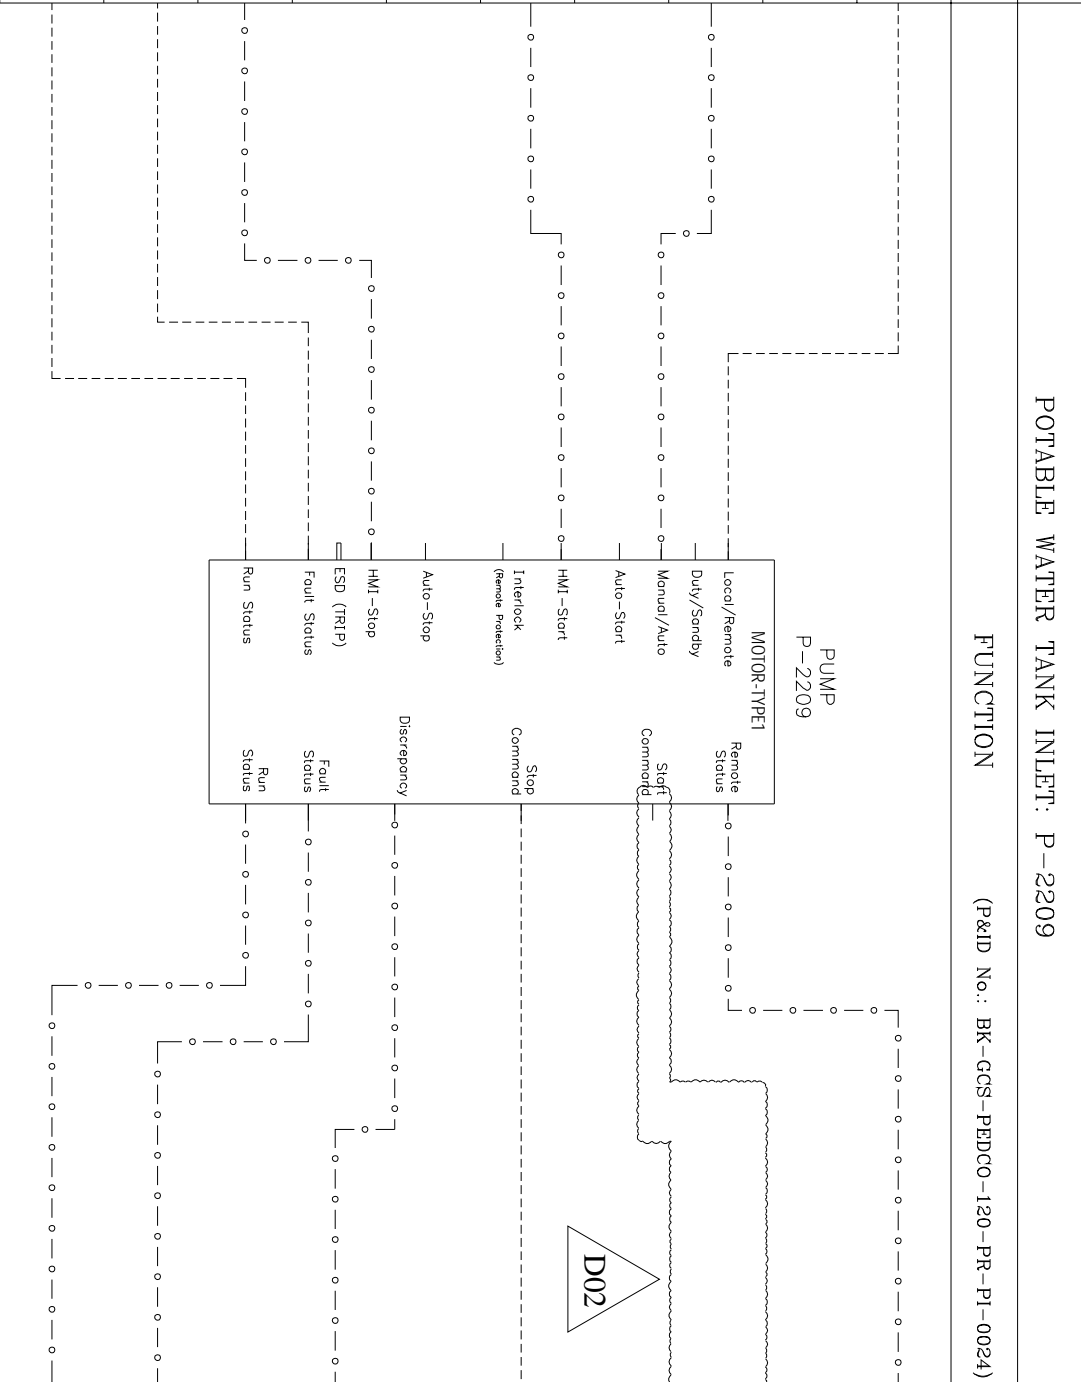 POTABLE WATER TANK INLET: P-2209
FUNCTION (P&ID No.: BK-GCS-PEDCO-120-PR-PI-0024)
PUMP
P-2209
MOTOR-TYPE1
Local/Remote
Duty/Sandby
Manual/Auto
Auto-Start
HMI-Start
Interlock
(Remote Protection)
Auto-Stop
HMI-Stop
ESD (TRIP)
Fault Status
Run Status
Remote
Status
Start
Command
Stop
Command
Discrepancy
Fault
Status
Run
Status
D02